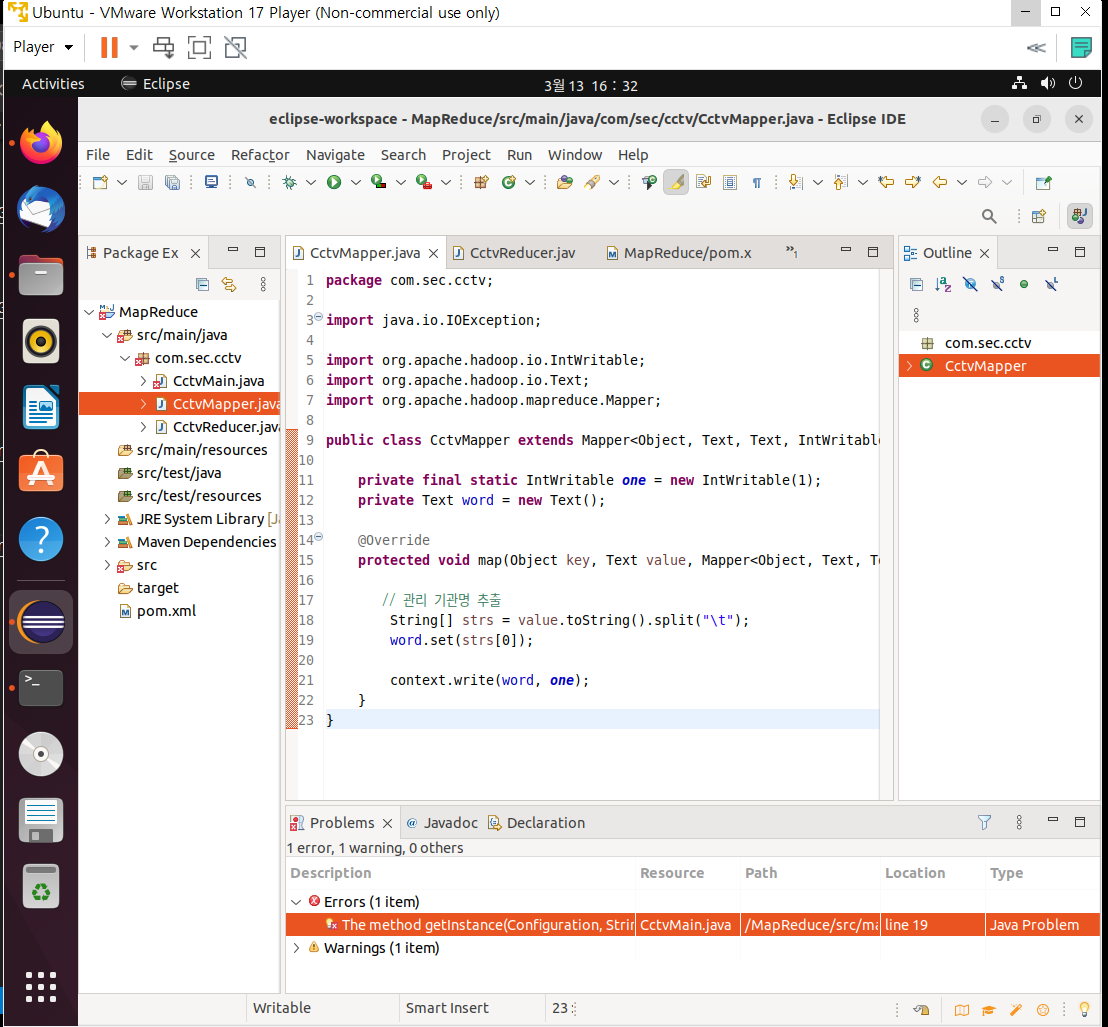 Ubuntu - VMware Workstation 17 Player (Non-commercial use only)
Player
Activities
Eclipse
3월 13 16 : 32
eclipse-workspace - MapReduce/src/main/java/com/sec/cctv/CctvMapper.java - Eclipse IDE
File Edit Source Refactor Navigate Search Project Run Window Help
Package Ex
MapReduce
src/main/java
com.sec.cctv
CctvMain.java
CctvMapper.java
CctvReducer.java
src/main/resources
src/test/java
src/test/resources
JRE System Library [Ja
Maven Dependencies
src
target
pom.xml
CctvMapper.java
CctvReducer.jav
MapReduce/pom.x
1 package com.sec.cctv;
2
3 import java.io.IOException;
4
5 import org.apache.hadoop.io.IntWritable;
6 import org.apache.hadoop.io.Text;
7 import org.apache.hadoop.mapreduce.Mapper;
8
9 public class CctvMapper extends Mapper<Object, Text, Text, IntWritable
10
11 private final static IntWritable one = new IntWritable(1);
12 private Text word = new Text();
13
14 @Override
15 protected void map(Object key, Text value, Mapper<Object, Text, Te
16
17 // 관리 기관명 추출
18 String[] strs = value.toString().split("\t");
19 word.set(strs[0]);
20
21 context.write(word, one);
22 }
23 }
Outline
com.sec.cctv
CctvMapper
Problems
Javadoc
Declaration
1 error, 1 warning, 0 others
Description Resource Path Location Type
Errors (1 item)
The method getInstance(Configuration, Strin CctvMain.java /MapReduce/src/ma line 19 Java Problem
Warnings (1 item)
Writable
Smart Insert
23 :